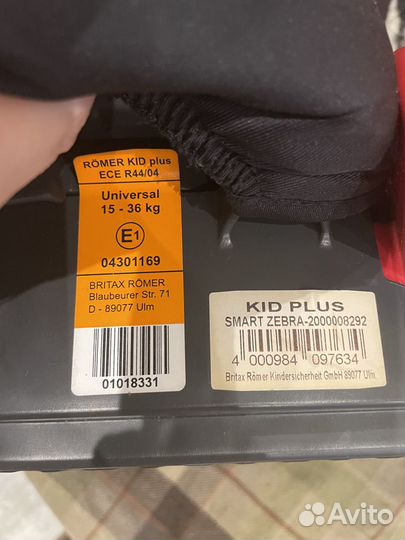 RÖMER KID plus
ECE R44/04
Universal
15 - 36 kg
E1
04301169
BRITAX RÖMER
Blaubeurer Str. 71
D - 89077 Ulm
01018331
KID PLUS
SMART ZEBRA-2000008292
4 000984 097634
Britax Römer Kindersicherheit GmbH 89077 Ulm
Avito